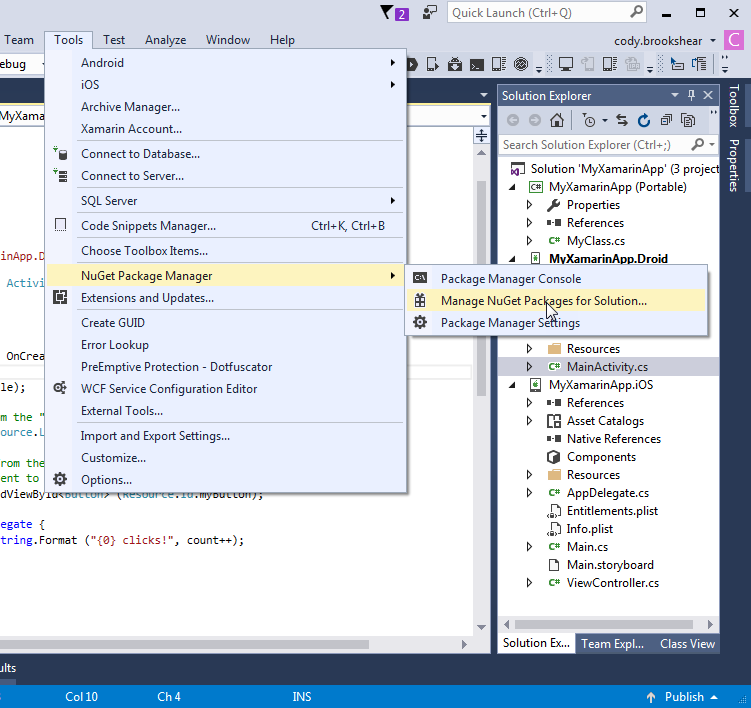 2
Quick Launch (Ctrl+Q)
Team Tools Test Analyze Window Help
cody.brookshear
C
ebug
MyXama
Android
iOS
Archive Manager...
Xamarin Account...
Connect to Database...
Connect to Server...
SQL Server
Code Snippets Manager... Ctrl+K, Ctrl+B
Choose Toolbox Items...
NuGet Package Manager
Extensions and Updates...
Create GUID
Error Lookup
PreEmptive Protection - Dotfuscator
WCF Service Configuration Editor
External Tools...
Import and Export Settings...
Customize...
Options...
Package Manager Console
Manage NuGet Packages for Solution...
Package Manager Settings
inApp.D
Activi
OnCrea
le);
m the "
ource.L
rom the
ent to
dViewById<Button> (Resource.Id.myButton);
egate {
tring.Format ("{0} clicks!", count++);
Solution Explorer
Search Solution Explorer (Ctrl+;)
Solution 'MyXamarinApp' (3 project
C# MyXamarinApp (Portable)
Properties
References
C# MyClass.cs
MyXamarinApp.Droid
Resources
C# MainActivity.cs
MyXamarinApp.iOS
References
Asset Catalogs
Native References
Components
Resources
C# AppDelegate.cs
Entitlements.plist
Info.plist
C# Main.cs
Main.storyboard
C# ViewController.cs
Solution Ex... Team Expl... Class View
Toolbox
Properties
ults
Col 10 Ch 4 INS Publish